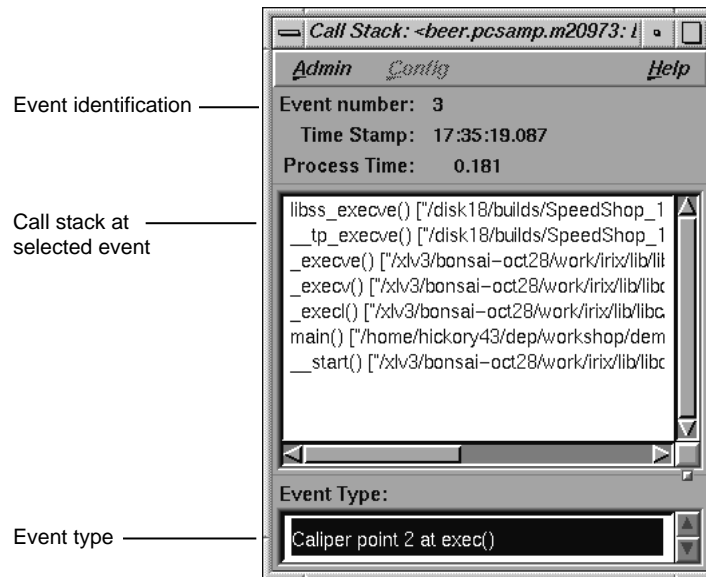 Call Stack: <beer.pcsamp.m20973:
Admin Config Help
Event identification
Event number: 3
Time Stamp: 17:35:19.087
Process Time: 0.181
Call stack at
selected event
libss_execve() ["/disk18/builds/SpeedShop_1
__tp_execve() ["/disk18/builds/SpeedShop_1
_execve() ["/xlv3/bonsai-oct28/work/irix/lib/lib
_execv() ["/xlv3/bonsai-oct28/work/irix/lib/libc
_execl() ["/xlv3/bonsai-oct28/work/irix/lib/libc
main() ["/home/hickory43/dep/workshop/dem
__start() ["/xlv3/bonsai-oct28/work/irix/lib/libc
Event Type:
Event type
Caliper point 2 at exec()